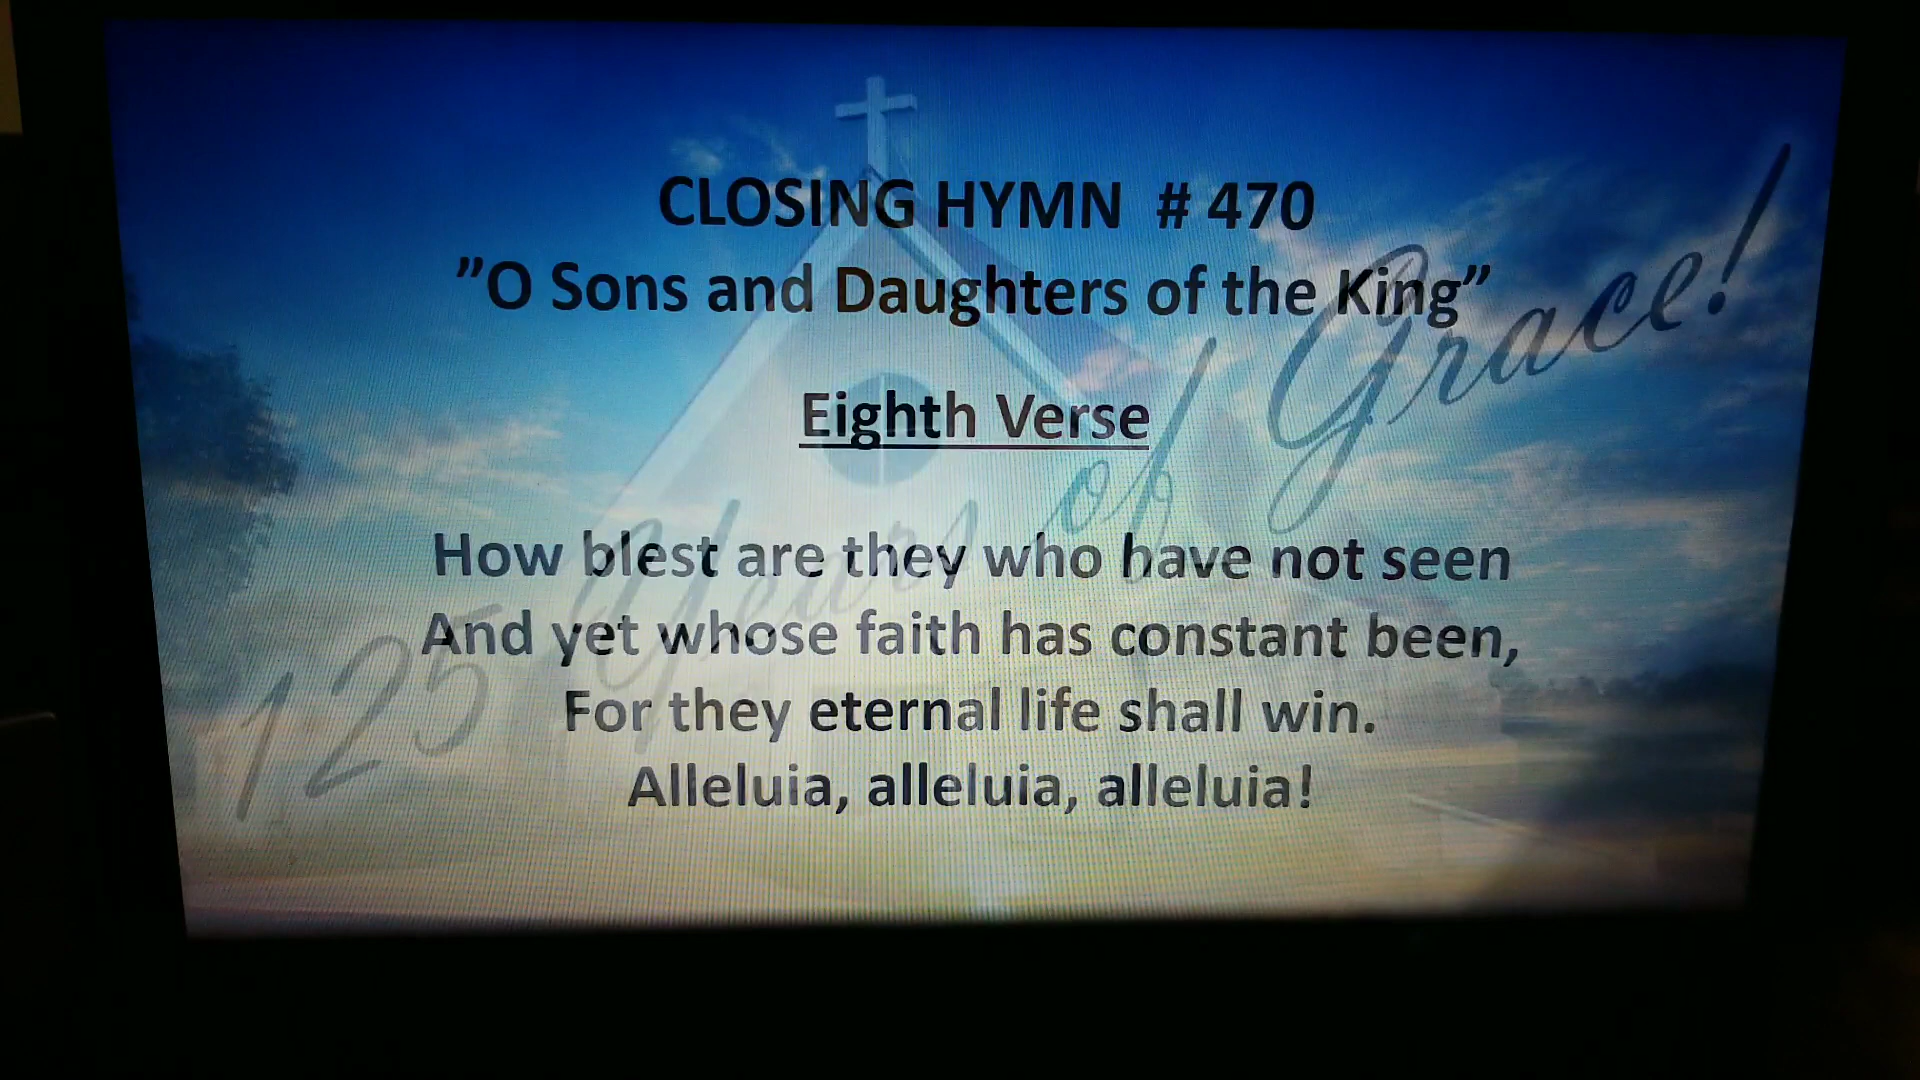 CLOSING HYMN # 470
”O Sons and Daughters of the King”
Eighth Verse
How blest are they who have not seen
And yet whose faith has constant been,
For they eternal life shall win.
Alleluia, alleluia, alleluia!
125 Years of Grace!